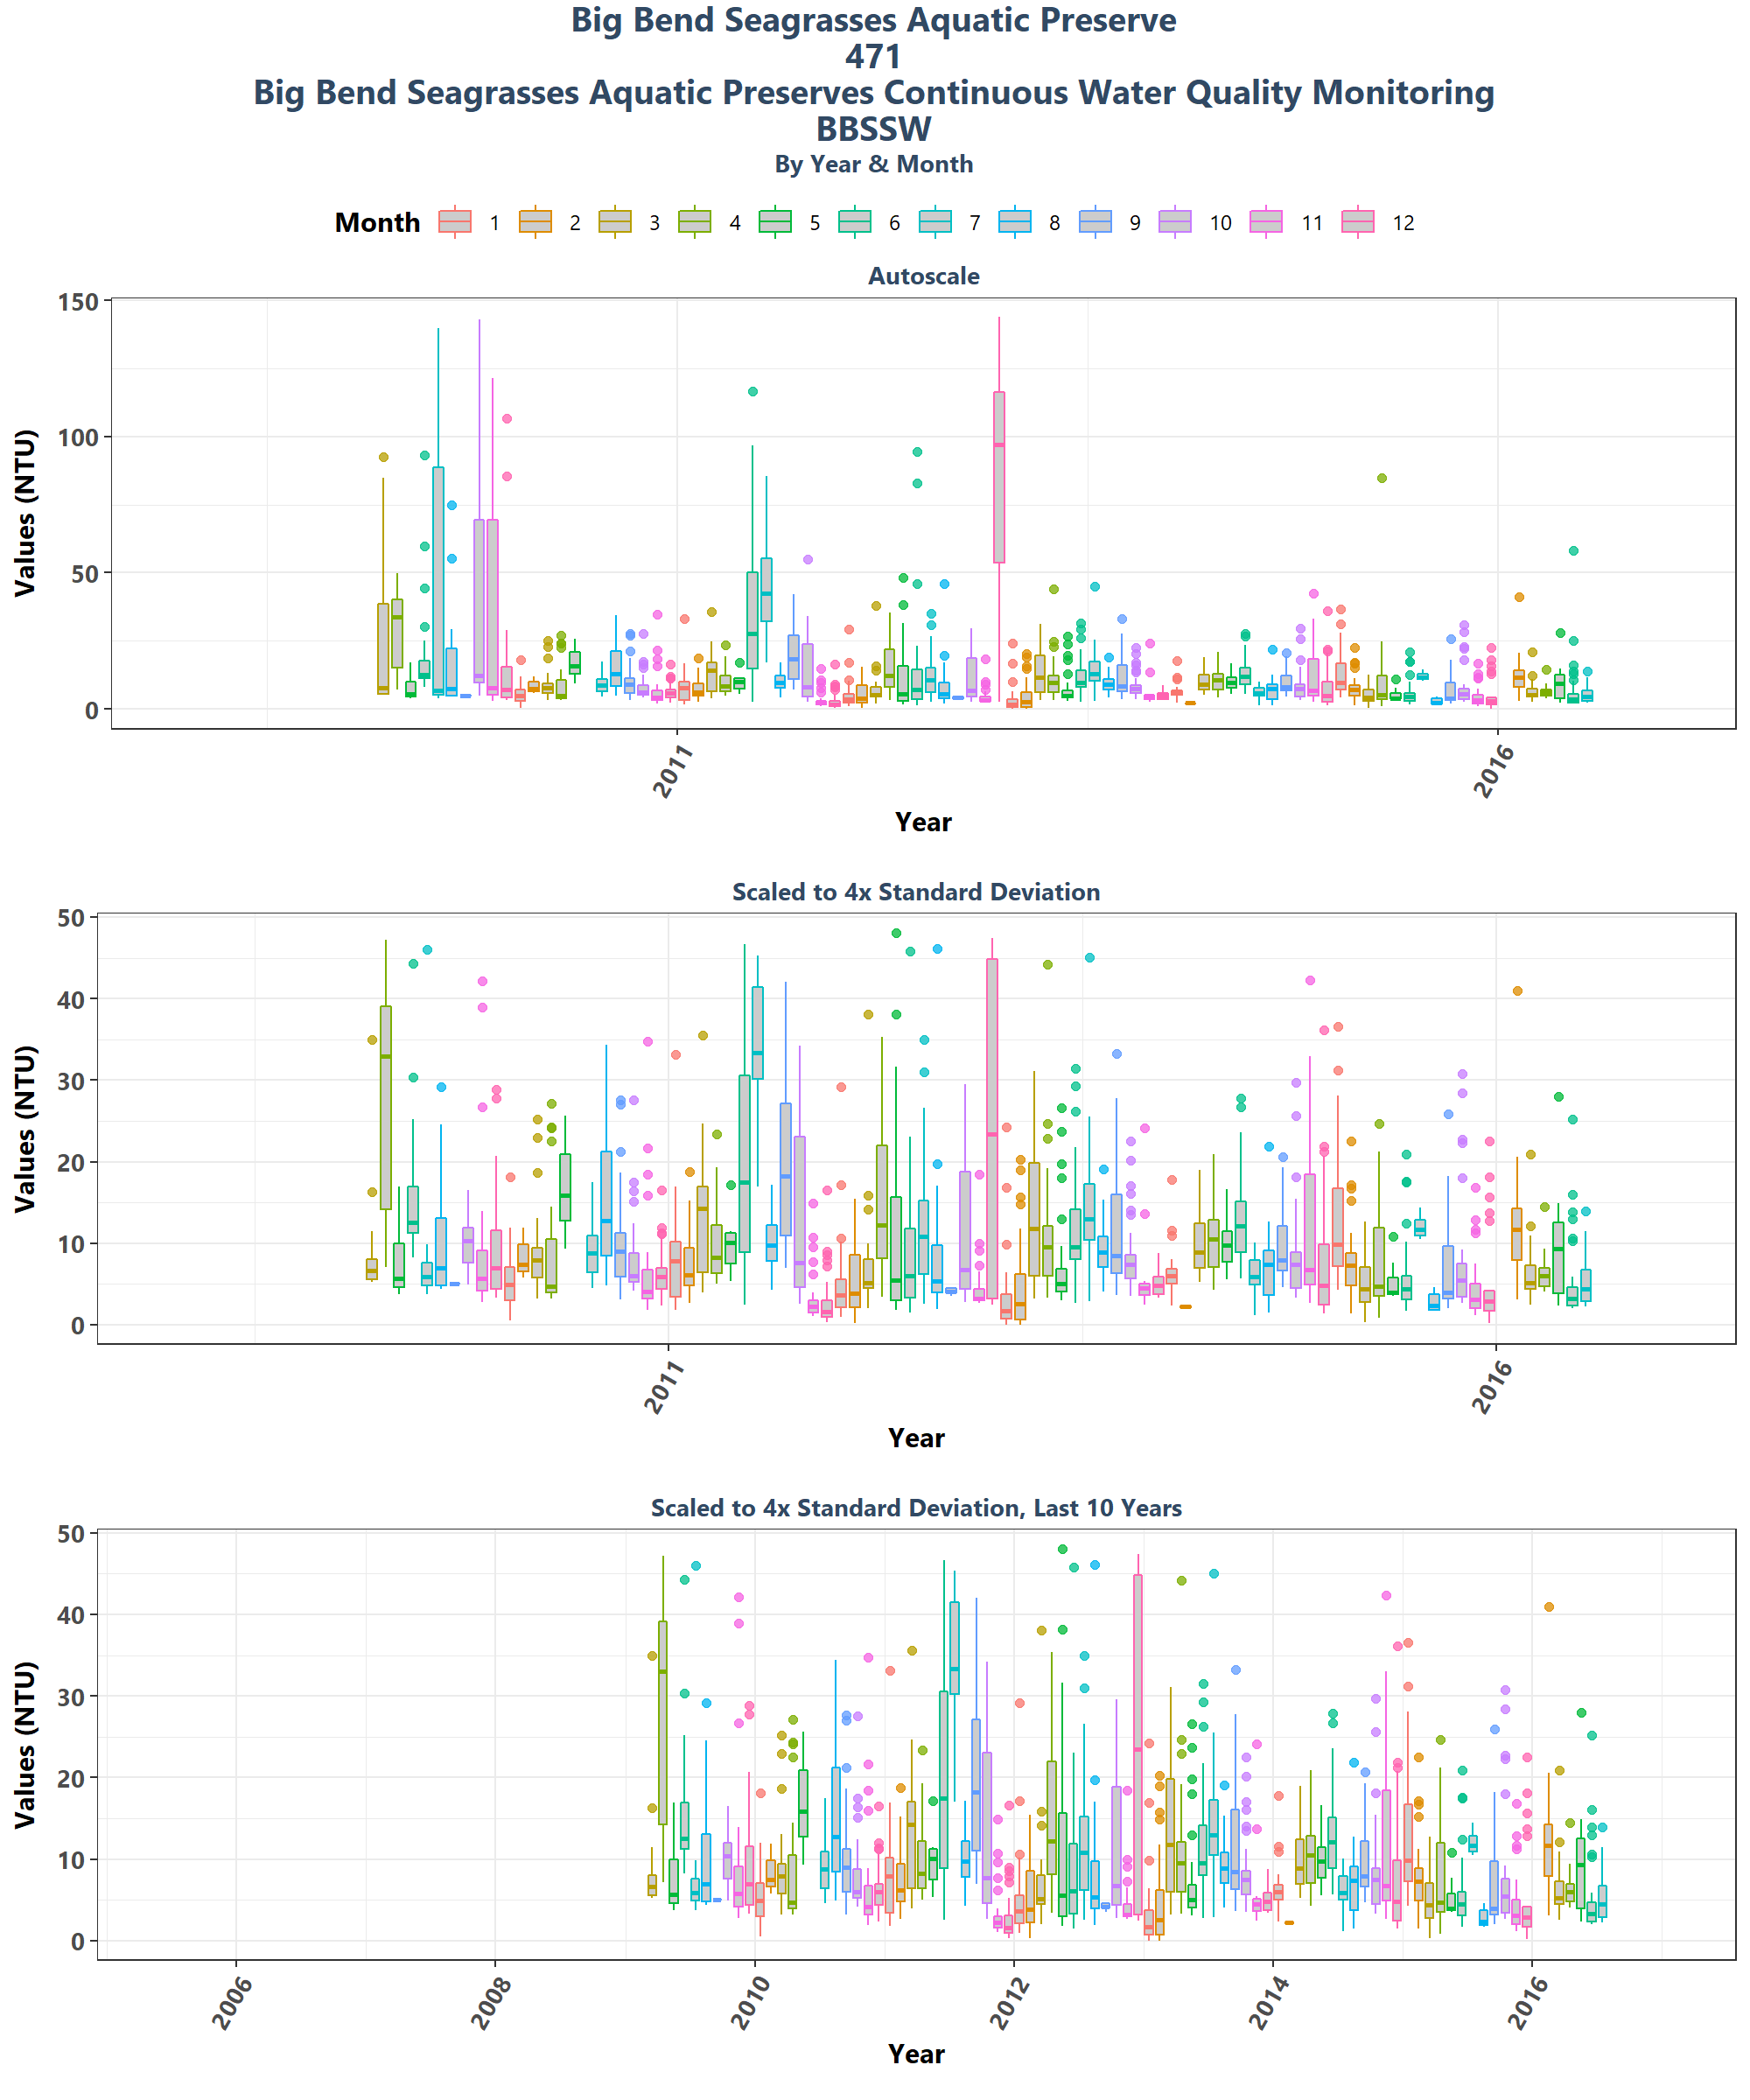 Big Bend Seagrasses Aquatic Preserve
471
Big Bend Seagrasses Aquatic Preserves Continuous Water Quality Monitoring
BBSSW
By Year & Month
Month 1 2 3 4 5 6 7 8 9 10 11 12
Autoscale
Values (NTU)
150
100
50
0
2011 2016
Year
Scaled to 4x Standard Deviation
Values (NTU)
50
40
30
20
10
0
2011 2016
Year
Scaled to 4x Standard Deviation, Last 10 Years
Values (NTU)
50
40
30
20
10
0
2006 2008 2010 2012 2014 2016
Year